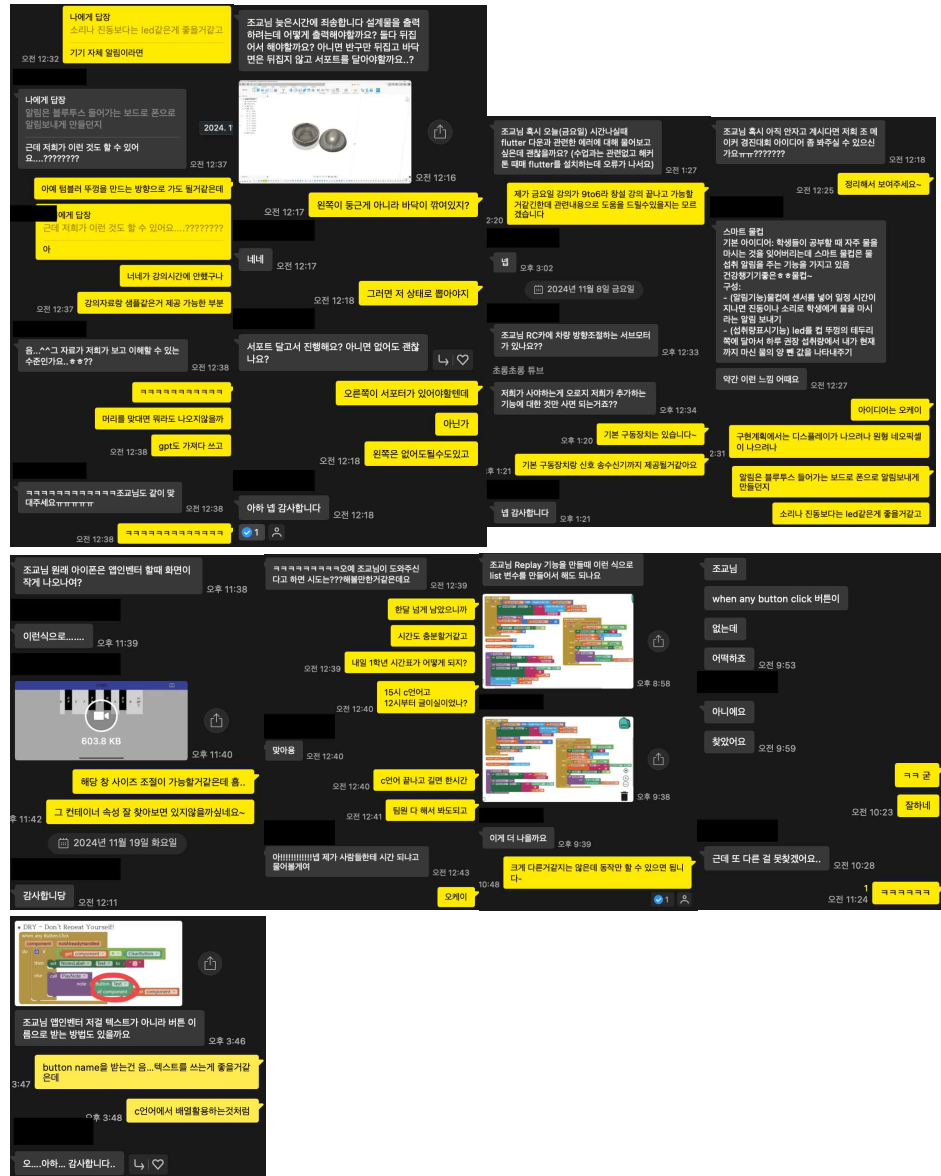 나에게 답장
소리나 진동보다는 led같은게 좋을거같고
기기 자체 알림이라면
오전 12:32
나에게 답장
알림은 블루투스 들어가는 보드로 폰으로
알림보내게 만들던지
근데 저희가 이런 것도 할 수 있어
요....????????
오전 12:37
2024. 1
아예 텀블러 뚜껑을 만드는 방향으로 가도 될거같은데
에게 답장
근데 저희가 이런 것도 할 수 있어요....????????
아
너네가 강의시간에 안했구나
오전 12:37
강의자료랑 샘플같은거 제공 가능한 부분
음...^^그 자료가 저희가 보고 이해할 수 있는
수준인가요..ㅎㅎ??
오전 12:38
ㅋㅋㅋㅋㅋㅋㅋㅋㅋㅋㅋ
머리를 맞대면 뭐라도 나오지않을까
오전 12:38
gpt도 가져다 쓰고
ㅋㅋㅋㅋㅋㅋㅋㅋㅋㅋㅋㅋ조교님도 같이 맞
대주세요ㅠㅠㅠㅠㅠㅠ
오전 12:38
오전 12:38
ㅋㅋㅋㅋㅋㅋㅋㅋㅋㅋㅋㅋㅋ
조교님 늦은시간에 죄송합니다 설계물을 출력
하려는데 어떻게 출력해야할까요? 둘다 뒤집
어서 해야할까요? 아니면 반구만 뒤집고 바닥
면은 뒤집지 않고 서포트를 달아야할까요..?
오전 12:16
오전 12:17
왼쪽이 둥근게 아니라 바닥이 깎여있지?
네네
오전 12:17
오전 12:18
그러면 저 상태로 뽑아야지
서포트 달고서 진행해요? 아니면 없어도 괜찮
나요?
오른쪽이 서포터가 있어야할텐데
아닌가
오전 12:18
왼쪽은 없어도될수도있고
아하 넵 감사합니다
오전 12:18
1
조교님 혹시 오늘(금요일) 시간나실때
flutter 다운과 관련한 에러에 대해 물어보고
싶은데 괜찮을까요? (수업과는 관련없고 해커
톤 때매 flutter를 설치하는데 오류가 나서요)
오전 1:27
제가 금요일 강의가 9to6라 창설 강의 끝나고 가능할
거같긴한데 관련내용으로 도움을 드릴수있을지는 모르
겠습니다
2:20
넵
오후 3:02
2024년 11월 8일 금요일
조교님 RC카에 차량 방향조절하는 서보모터
가 있나요??
오후 12:33
초롱초롱 튜브
저희가 사야하는게 오로지 저희가 추가하는
기능에 대한 것만 사면 되는거죠??
오후 12:34
오후 1:20
기본 구동장치는 있습니다~
후 1:21
기본 구동장치랑 신호 송수신기까지 제공될거같아요
넵 감사합니다
오후 1:21
조교님 혹시 아직 안자고 계시다면 저희 조 메
이커 경진대회 아이디어 좀 봐주실 수 있으신
가요ㅠㅠ???????
오전 12:18
오전 12:25
정리해서 보여주세요~
스마트 물컵
기본 아이디어: 학생들이 공부할 때 자주 물을
마시는 것을 잊어버리는데 스마트 물컵은 물
섭취 알림을 주는 기능을 가지고 있음
건강챙기기좋은ㅎㅎ물컵~
구성:
- (알림기능)물컵에 센서를 넣어 일정 시간이
지나면 진동이나 소리로 학생에게 물을 마시
라는 알림 보내기
- (섭취량표시기능) led를 컵 뚜껑의 테두리
쪽에 달아서 하루 권장 섭취량에서 내가 현재
까지 마신 물의 양 뺀 값을 나타내주기
약간 이런 느낌 어때요
오전 12:27
아이디어는 오케이
2:31
구현계획에서는 디스플레이가 나으려나 원형 네오픽셀
이 나으려나
알림은 블루투스 들어가는 보드로 폰으로 알림보내게
만들던지
소리나 진동보다는 led같은게 좋을거같고
조교님 원래 아이폰은 앱인벤터 할때 화면이
작게 나오나여?
오후 11:38
이런식으로.......
오후 11:39
603.8 KB
오후 11:40
해당 창 사이즈 조절이 가능할거같은데 흠..
후 11:42
그 컨테이너 속성 잘 찾아보면 있지않을까싶네요~
2024년 11월 19일 화요일
감사합니당
오전 12:11
ㅋㅋㅋㅋㅋㅋㅋㅋㅋ오예 조교님이 도와주신
다고 하면 시도는???해볼만한거같은데요
오전 12:39
한달 넘게 남았으니까
시간도 충분할거같고
오전 12:39
내일 1학년 시간표가 어떻게 되지?
오전 12:40
15시 c언어고
12시부터 글이실이었나?
맞아용
오전 12:40
오전 12:40
c언어 끝나고 길면 한시간
오전 12:41
팀원 다 해서 봐도되고
아!!!!!!!!!!!!넵 제가 사람들한테 시간 되냐고
물어볼게여
오전 12:43
오케이
조교님 Replay 기능을 만들때 이런 식으로
list 변수를 만들어서 해도 되나요
오후 8:58
오후 9:38
이게 더 나을까요
오후 9:39
10:48
크게 다른거같지는 않은데 동작만 할 수 있으면 됩니
다~
1
조교님
when any button click 버튼이
없는데
어떡하죠
오전 9:53
아니에요
찾았어요
오전 9:59
ㅋㅋ 굳
오전 10:23
잘하네
근데 또 다른 걸 못찾겠어요..
오전 10:28
1
오전 11:24
ㅋㅋㅋㅋㅋㅋ
• DRY - Don't Repeat Yourself!
when any Button.Click
component
notAlreadyHandled
do
if
get component
ClearButton
then
set NotesLabel . Text to
else
call PlayNote
note
Button. Text
of component
get component
조교님 앱인벤터 저걸 텍스트가 아니라 버튼 이
름으로 받는 방법도 있을까요
오후 3:46
3:47
button name을 받는건 음...텍스트를 쓰는게 좋을거같
은데
오후 3:48
c언어에서 배열활용하는것처럼
오....아하... 감사합니다..